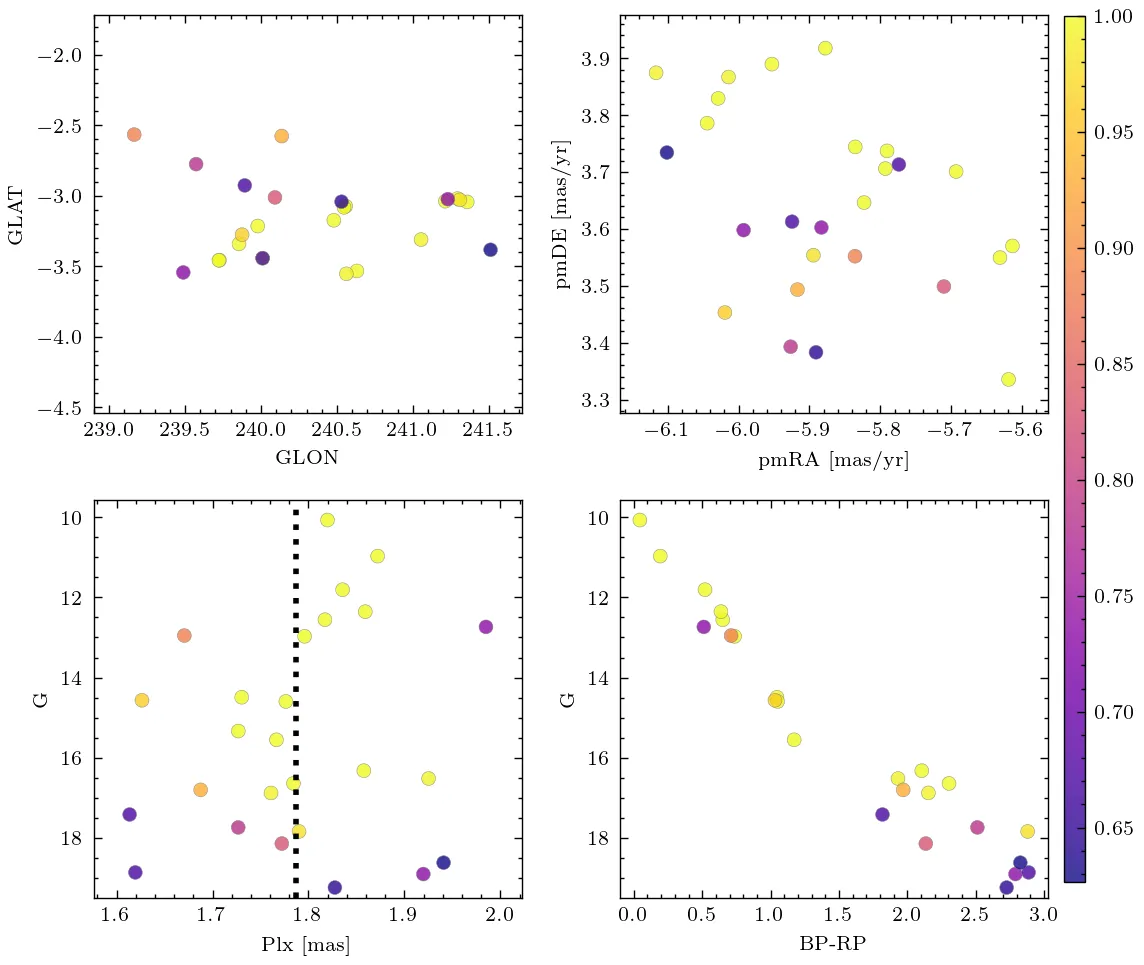 −2.0
−2.5
−3.0
−3.5
−4.0
−4.5
GLAT
239.0 239.5 240.0 240.5 241.0 241.5
GLON
3.9
3.8
3.7
3.6
3.5
3.4
3.3
pmDE [mas/yr]
−6.1 −6.0 −5.9 −5.8 −5.7 −5.6
pmRA [mas/yr]
10
12
14
16
18
G
1.6 1.7 1.8 1.9 2.0
Plx [mas]
10
12
14
16
18
G
0.0 0.5 1.0 1.5 2.0 2.5 3.0
BP-RP
1.00
0.95
0.90
0.85
0.80
0.75
0.70
0.65